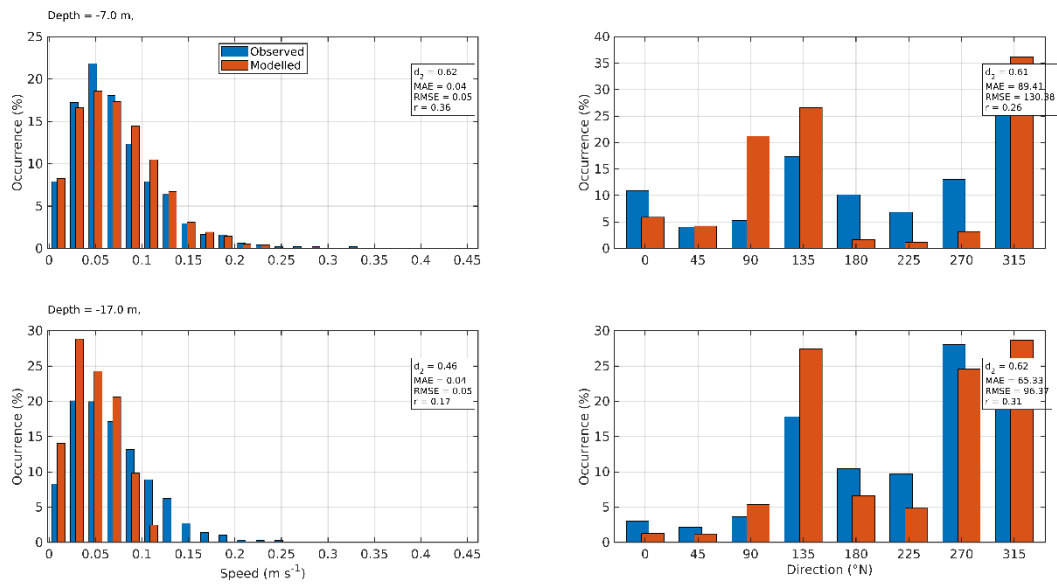 Depth = -7.0 m,
Occurrence (%)
25
20
15
10
5
0
0 0.05 0.1 0.15 0.2 0.25 0.3 0.35 0.4 0.45
Observed
Modelled
d2 = 0.62
MAE = 0.04
RMSE = 0.05
r = 0.36
Occurrence (%)
40
35
30
25
20
15
10
5
0
0 45 90 135 180 225 270 315
d2 = 0.61
MAE = 89.41
RMSE = 130.38
r = 0.26
Depth = -17.0 m,
Occurrence (%)
30
25
20
15
10
5
0
0 0.05 0.1 0.15 0.2 0.25 0.3 0.35 0.4 0.45
Speed (m s-1)
d2 = 0.46
MAE = 0.04
RMSE = 0.05
r = 0.17
Occurrence (%)
30
25
20
15
10
5
0
0 45 90 135 180 225 270 315
Direction (°N)
d2 = 0.62
MAE = 65.33
RMSE = 96.37
r = 0.31